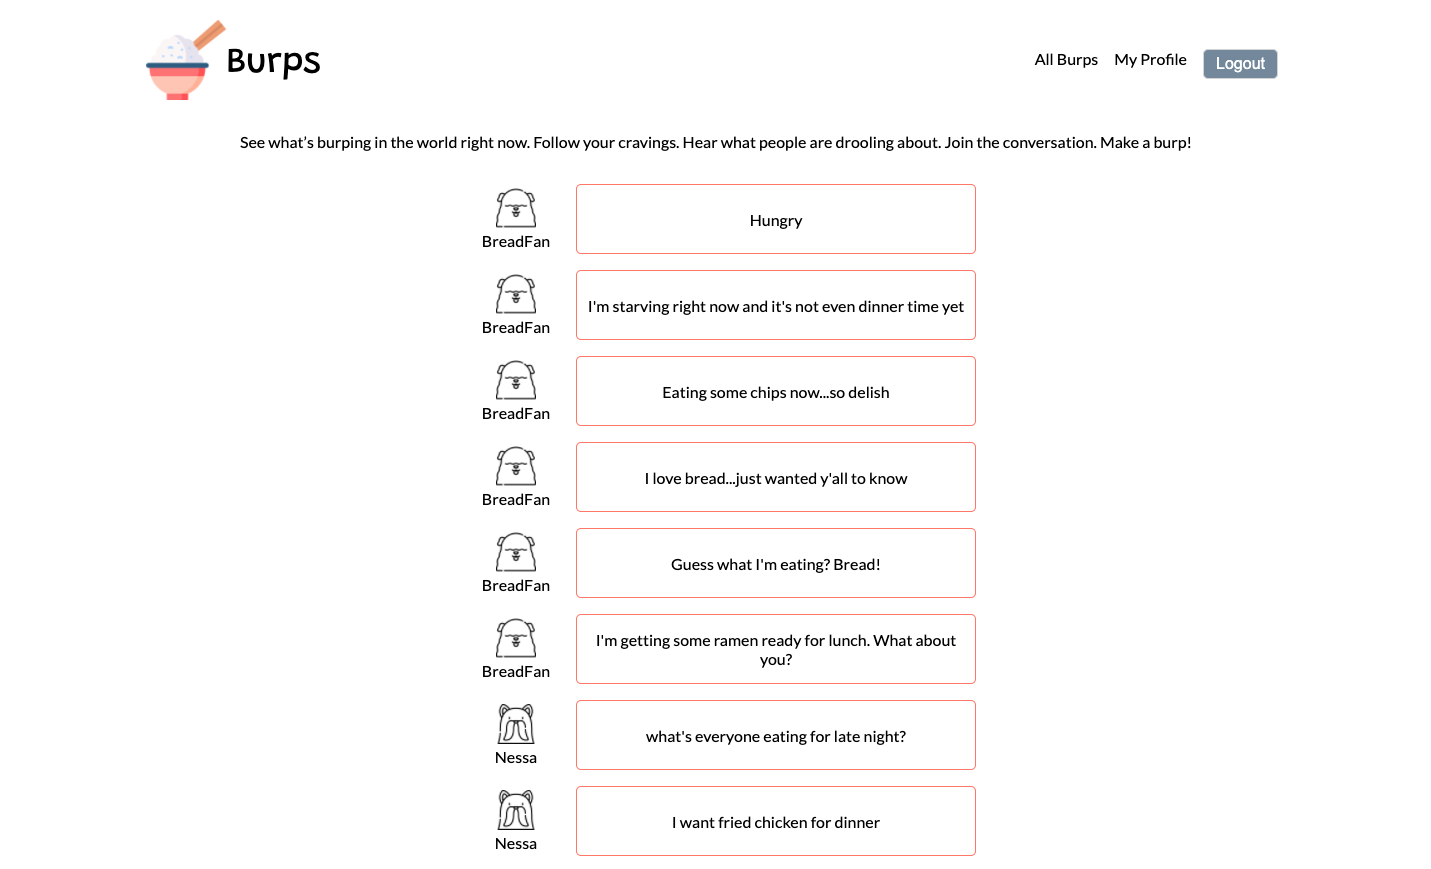 Burps
All Burps
My Profile
Logout
See what’s burping in the world right now. Follow your cravings. Hear what people are drooling about. Join the conversation. Make a burp!
BreadFan
Hungry
BreadFan
I'm starving right now and it's not even dinner time yet
BreadFan
Eating some chips now...so delish
BreadFan
I love bread...just wanted y'all to know
BreadFan
Guess what I'm eating? Bread!
BreadFan
I'm getting some ramen ready for lunch. What about
you?
Nessa
what's everyone eating for late night?
Nessa
I want fried chicken for dinner